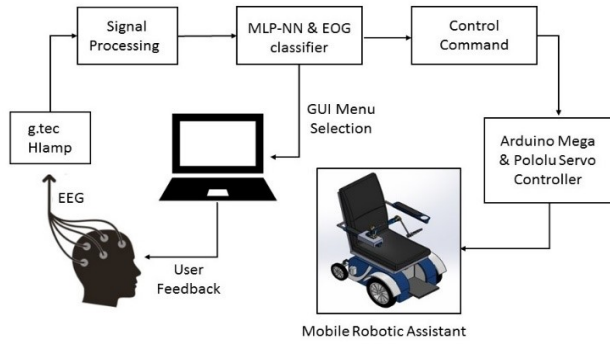 Signal
Processing
MLP-NN & EOG
classifier
Control
Command
GUI Menu
Selection
g.tec
HIamp
Arduino Mega
& Pololu Servo
Controller
EEG
User
Feedback
Mobile Robotic Assistant